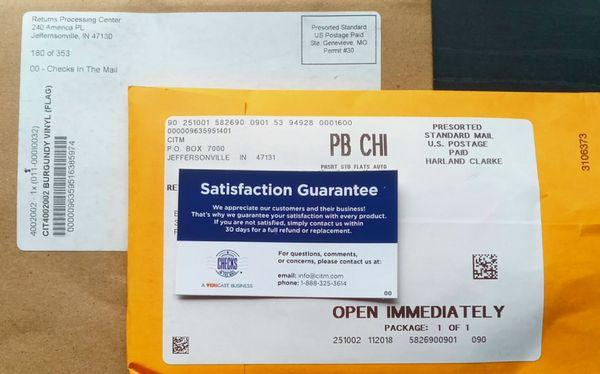 Returns Processing Center
240 America PL
Jeffersonville, IN 47130
180 of 353
00 - Checks In The Mail
Presorted Standard
US Postage Paid
Ste. Genevieve, MO
Permit #30
4002002 1x (011-00000032)
CIT4002002 BURGUNDY VINYL (FLAG)
0000096359516385974
90 251001 582690 0901 53 94928 0001600
000009635951401
CITM
P.O. BOX 7000
JEFFERSONVILLE IN 47131
PB CHI
PRSRT STD FLATS AUTO
PRESORTED
STANDARD MAIL
U.S. POSTAGE
PAID
HARLAND CLARKE
3106373
Satisfaction Guarantee
We appreciate our customers and their business!
That's why we guarantee your satisfaction with every product.
If you are not satisfied, simply contact us within
30 days for a full refund or replacement.
CHECKS
A VERICAST BUSINESS
For questions, comments,
or concerns, please contact us at:
email: info@citm.com
phone: 1-888-325-3614
00
OPEN IMMEDIATELY
PACKAGE: 1 OF 1
251002 112018 5826900901 090